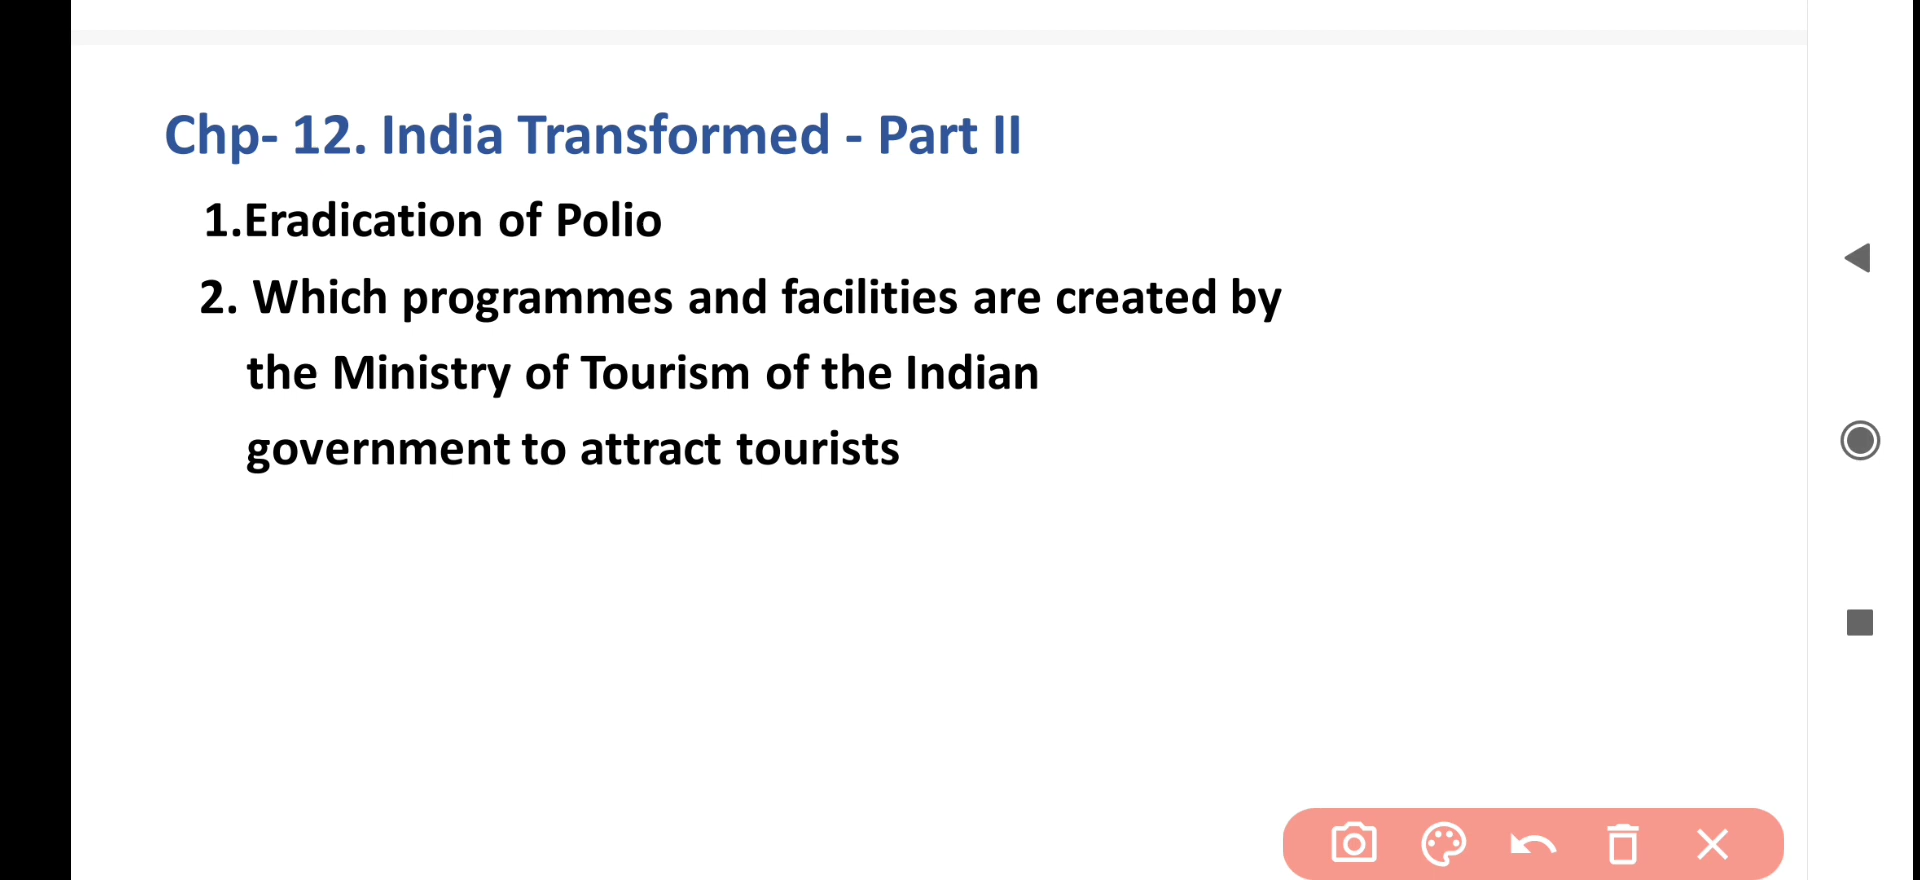 Chp- 12. India Transformed - Part II
1.Eradication of Polio
2. Which programmes and facilities are created by
the Ministry of Tourism of the Indian
government to attract tourists